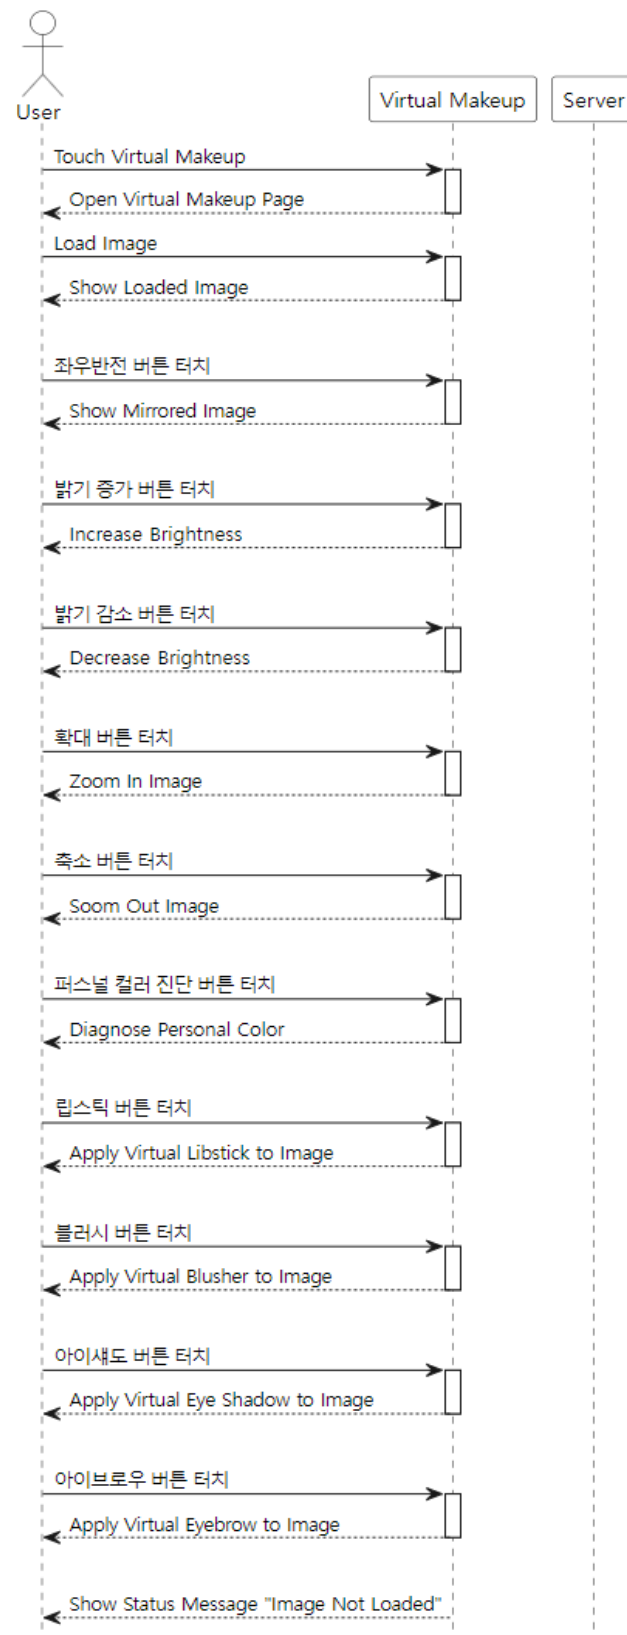 User
Virtual Makeup
Server
Touch Virtual Makeup
Open Virtual Makeup Page
Load Image
Show Loaded Image
좌우반전 버튼 터치
Show Mirrored Image
밝기 증가 버튼 터치
Increase Brightness
밝기 감소 버튼 터치
Decrease Brightness
확대 버튼 터치
Zoom In Image
축소 버튼 터치
Soom Out Image
퍼스널 컬러 진단 버튼 터치
Diagnose Personal Color
립스틱 버튼 터치
Apply Virtual Libstick to Image
블러시 버튼 터치
Apply Virtual Blusher to Image
아이섀도 버튼 터치
Apply Virtual Eye Shadow to Image
아이브로우 버튼 터치
Apply Virtual Eyebrow to Image
Show Status Message "Image Not Loaded"